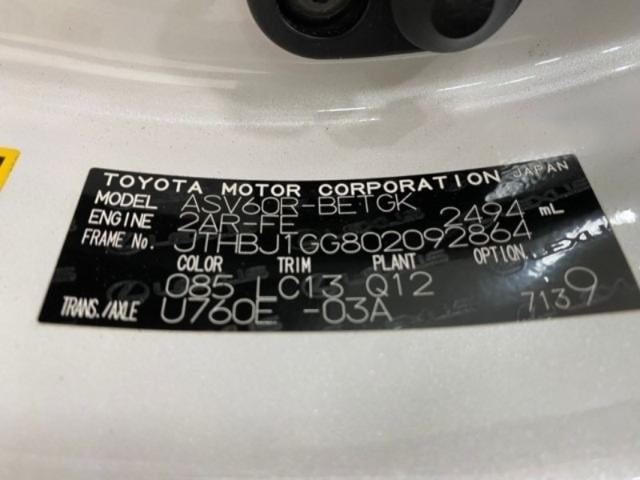 TOYOTA MOTOR CORPORATION JAPAN
MODEL ASV60R-BETGK
ENGINE 2AR-FE 2494 mL
FRAME No. JTHBJ1GG802092864
COLOR TRIM PLANT OPTION
085 LC13 Q12
TRANS./AXLE U760E -03A 7139